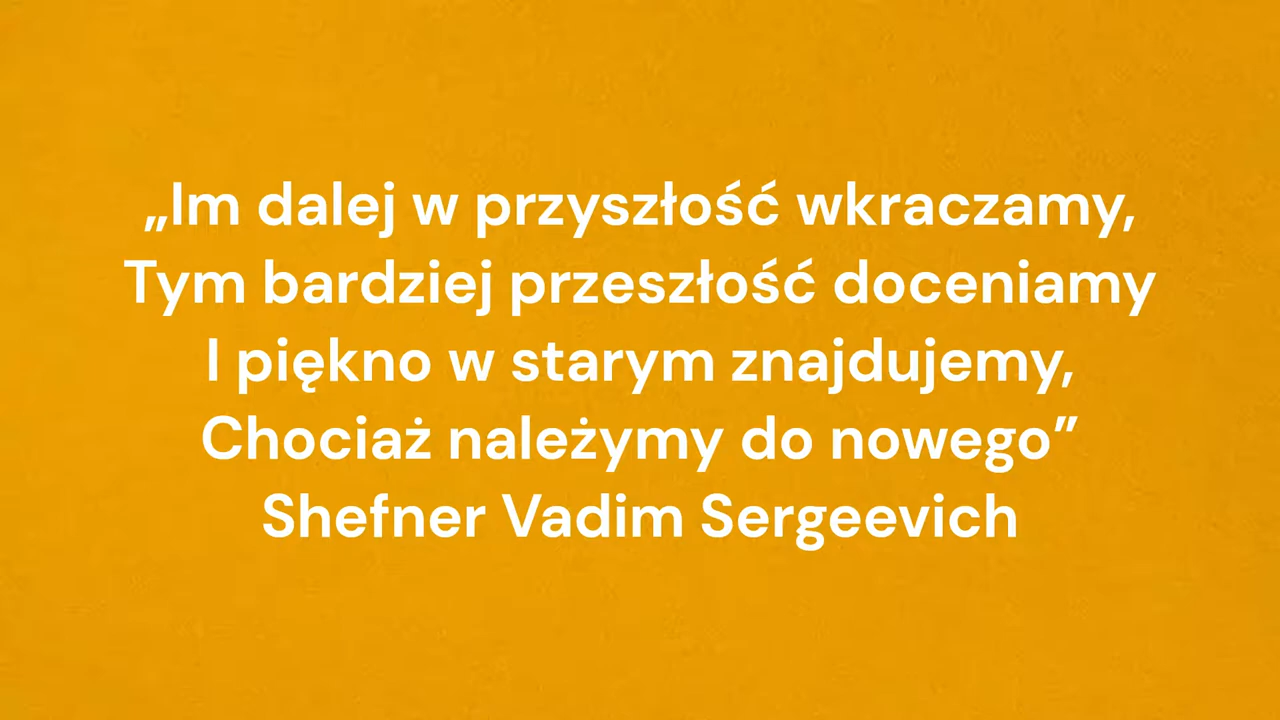 „Im dalej w przyszłość wkraczamy,
Tym bardziej przeszłość doceniamy
I piękno w starym znajdujemy,
Chociaż należymy do nowego”
Shefner Vadim Sergeevich